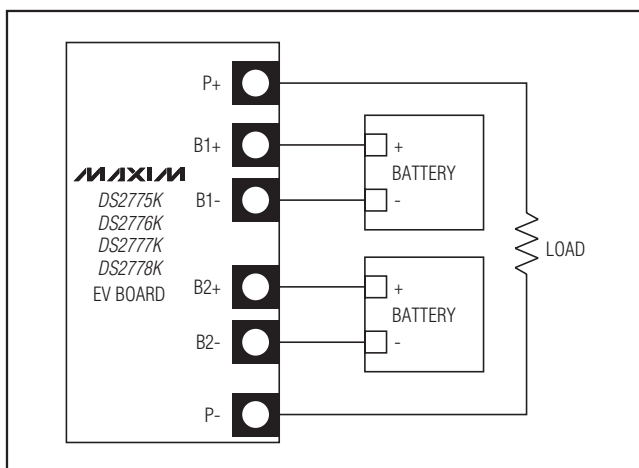 P+
B1+
+
BATTERY
MAXIM
DS2775K
B1-
-
DS2776K
DS2777K
LOAD
DS2778K
B2+
+
EV BOARD
BATTERY
B2-
-
P-